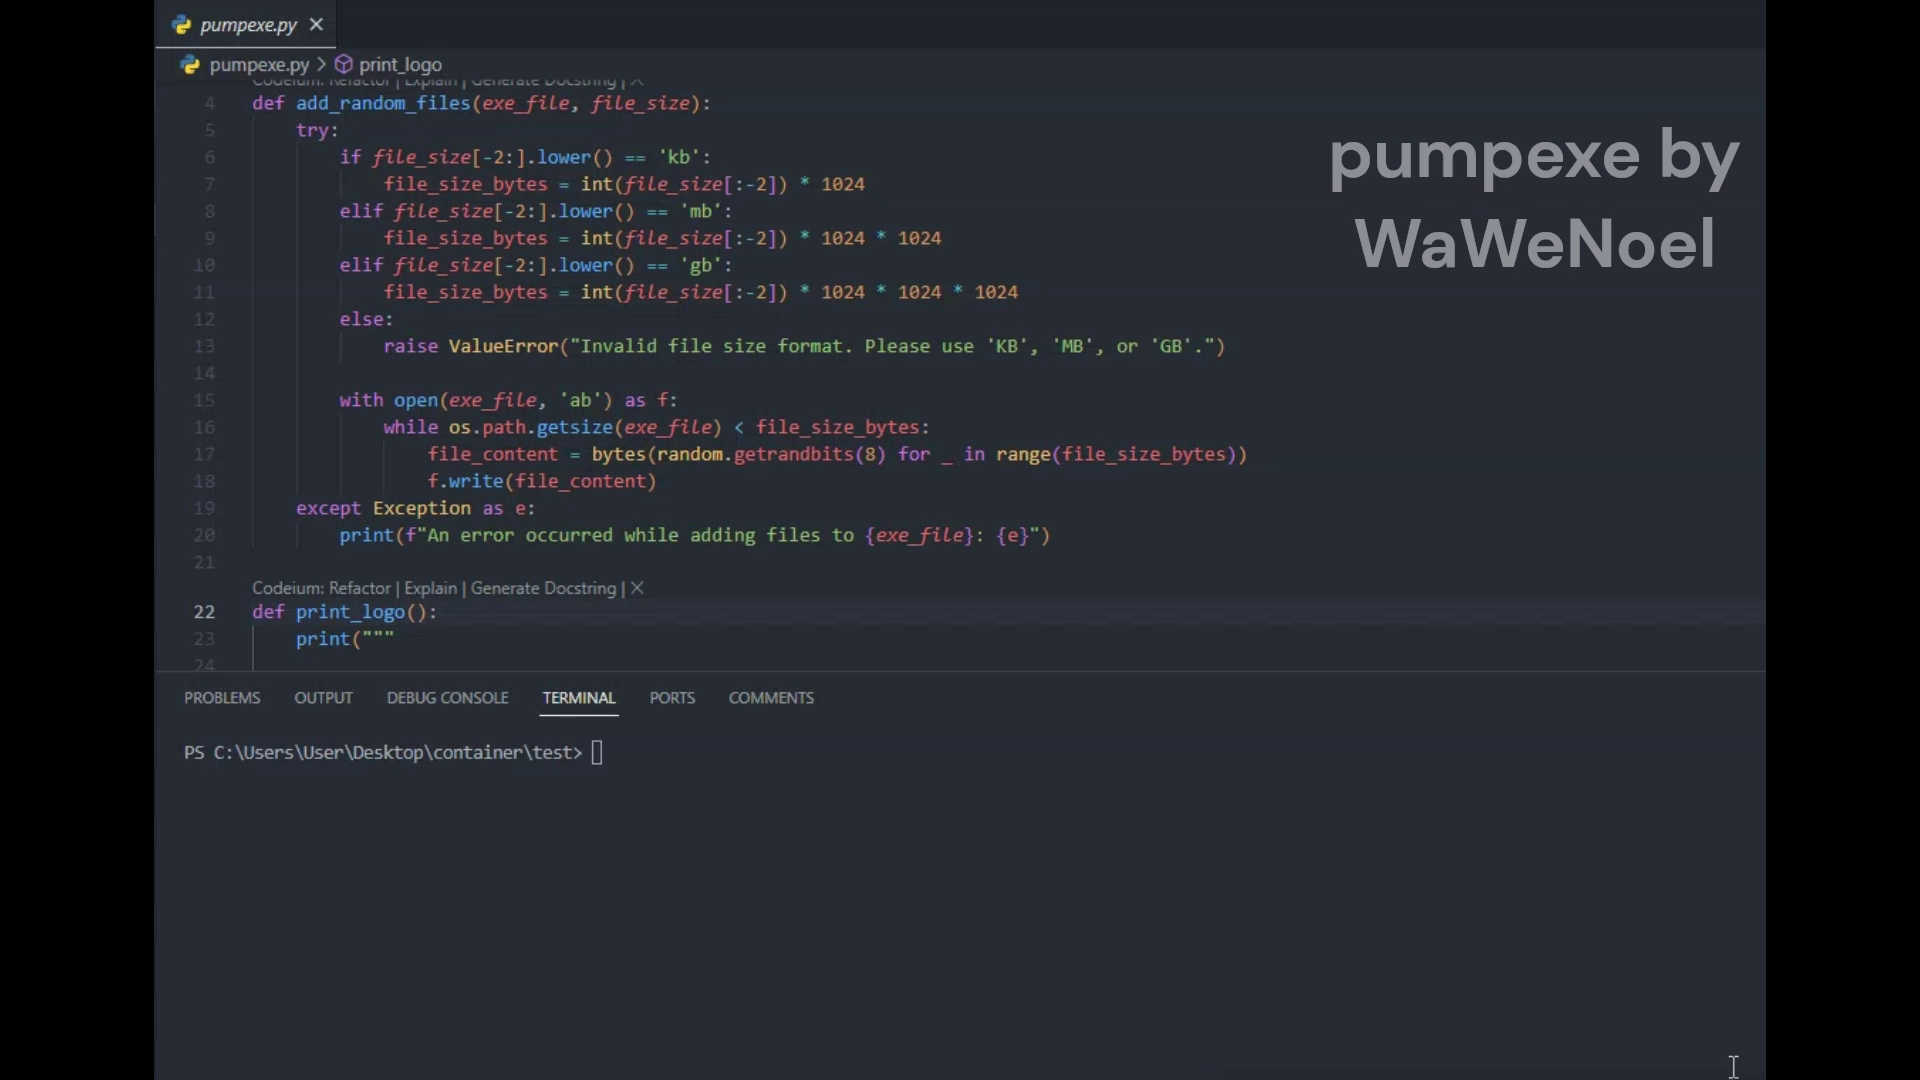 pumpexe.py
pumpexe.py > print_logo
Codeium: Refactor | Explain | Generate Docstring | X
4 def add_random_files(exe_file, file_size):
5 try:
6 if file_size[-2:].lower() == 'kb':
7 file_size_bytes = int(file_size[:-2]) * 1024
8 elif file_size[-2:].lower() == 'mb':
9 file_size_bytes = int(file_size[:-2]) * 1024 * 1024
10 elif file_size[-2:].lower() == 'gb':
11 file_size_bytes = int(file_size[:-2]) * 1024 * 1024 * 1024
12 else:
13 raise ValueError("Invalid file size format. Please use 'KB', 'MB', or 'GB'.")
14
15 with open(exe_file, 'ab') as f:
16 while os.path.getsize(exe_file) < file_size_bytes:
17 file_content = bytes(random.getrandbits(8) for _ in range(file_size_bytes))
18 f.write(file_content)
19 except Exception as e:
20 print(f"An error occurred while adding files to {exe_file}: {e}")
21
Codeium: Refactor | Explain | Generate Docstring | X
22 def print_logo():
23 print("""
24
pumpexe by
WaWeNoel
PROBLEMS OUTPUT DEBUG CONSOLE TERMINAL PORTS COMMENTS
PS C:\Users\User\Desktop\container\test>